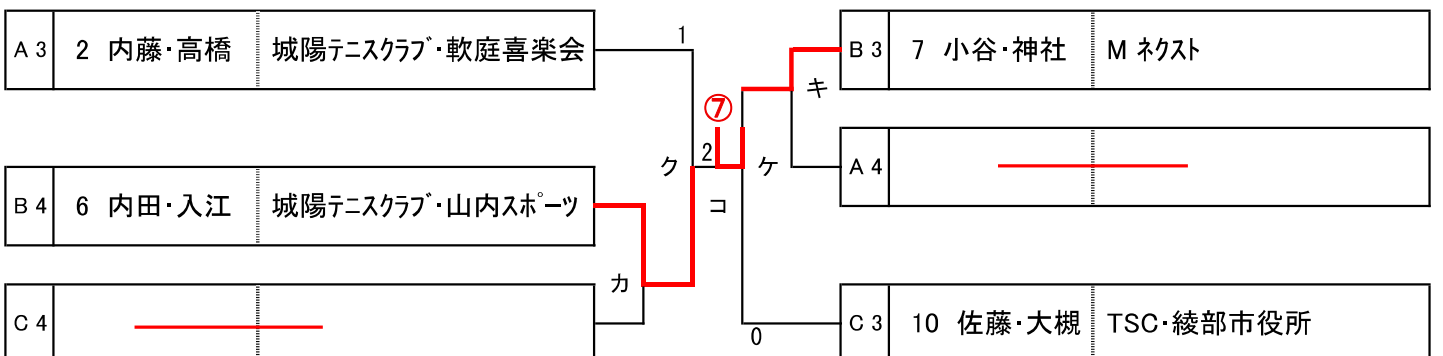 A 3 2 内藤・高橋 城陽テニスクラブ・軟庭喜楽会
1
B 3 7 小谷・神社 M ネクスト
キ
⑦
2
ク
ケ
コ
A 4
B 4 6 内田・入江 城陽テニスクラブ・山内スポーツ
カ
C 4
0
C 3 10 佐藤・大槻 TSC・綾部市役所